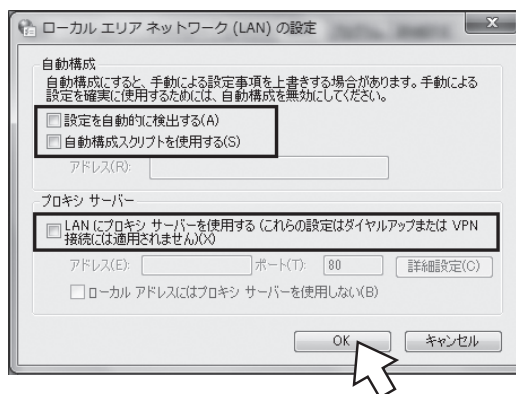 ローカル エリア ネットワーク (LAN) の設定
自動構成
自動構成にすると、手動による設定事項を上書きする場合があります。手動による
設定を確実に使用するためには、自動構成を無効にしてください。
設定を自動的に検出する(A)
自動構成スクリプトを使用する(S)
アドレス(R):
プロキシ サーバー
LAN にプロキシ サーバーを使用する (これらの設定はダイヤルアップまたは VPN
接続には適用されません)(X)
アドレス(E): ポート(T): 80 詳細設定(C)
ローカル アドレスにはプロキシ サーバーを使用しない(B)
OK キャンセル